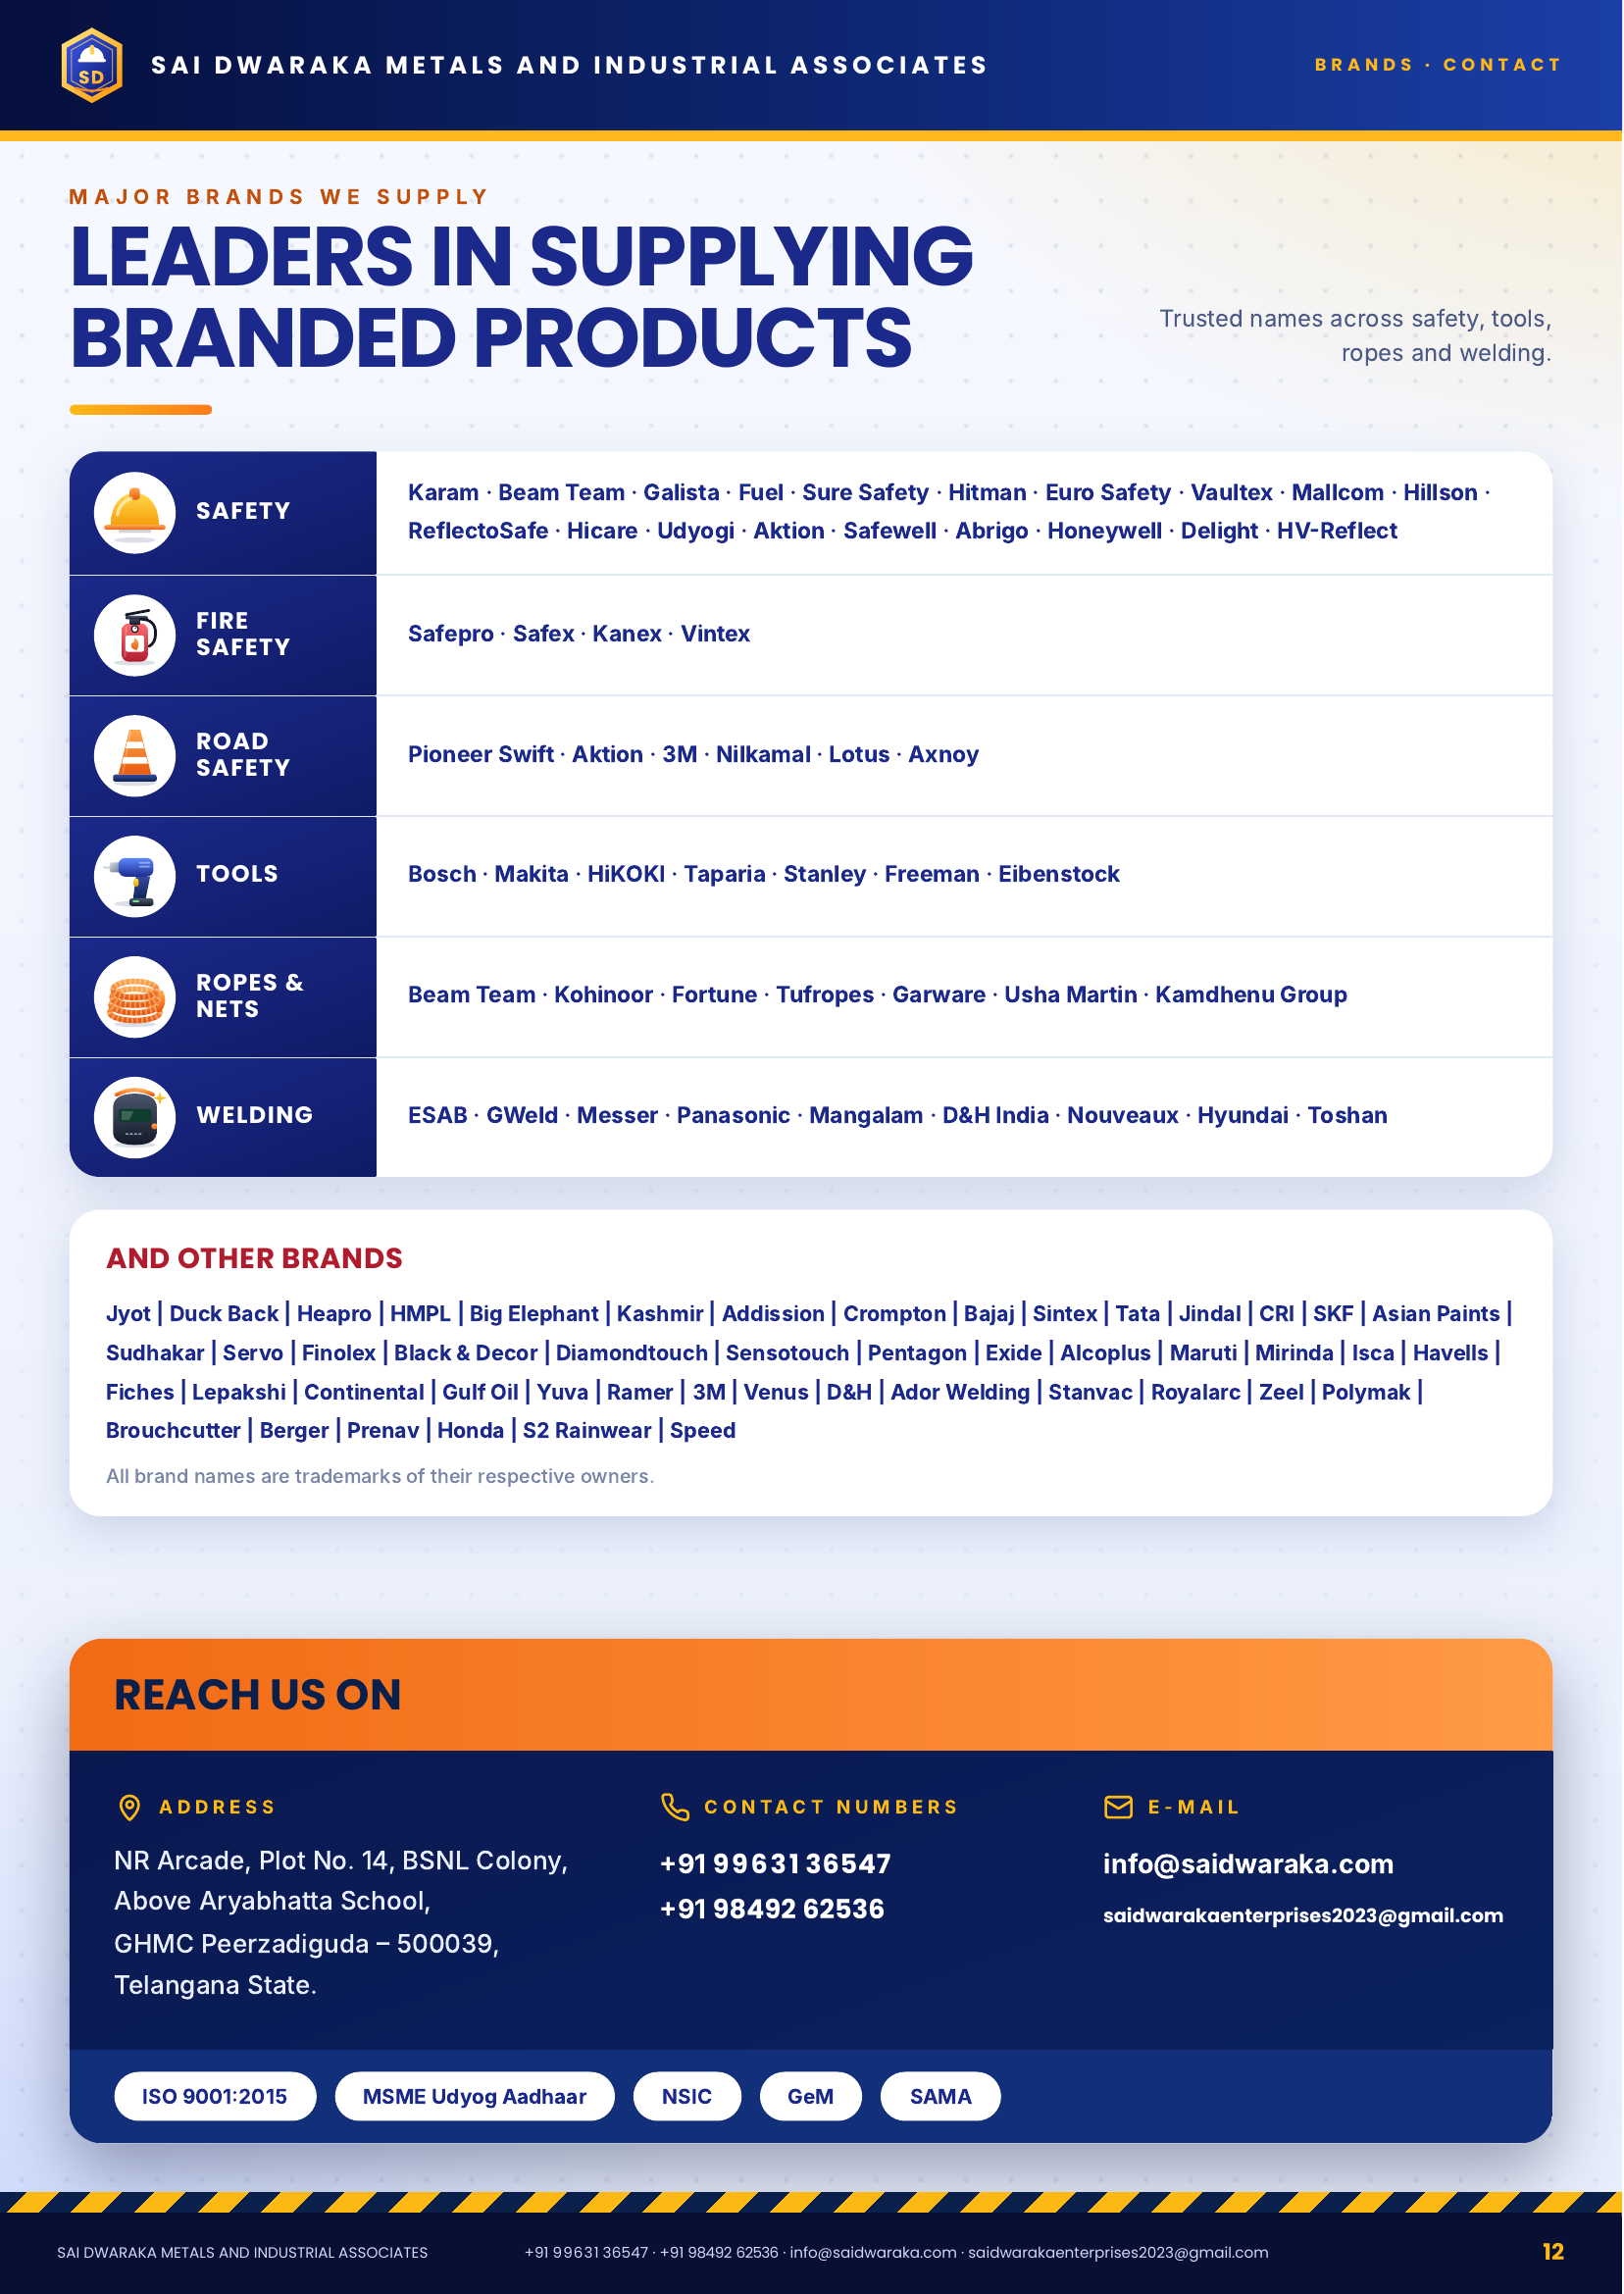 SD
SAI DWARAKA METALS AND INDUSTRIAL ASSOCIATES
BRANDS · CONTACT
MAJOR BRANDS WE SUPPLY
LEADERS IN SUPPLYING
BRANDED PRODUCTS
Trusted names across safety, tools,
ropes and welding.
SAFETY
Karam · Beam Team · Galista · Fuel · Sure Safety · Hitman · Euro Safety · Vaultex · Mallcom · Hillson ·
ReflectoSafe · Hicare · Udyogi · Aktion · Safewell · Abrigo · Honeywell · Delight · HV-Reflect
FIRE
SAFETY
Safepro · Safex · Kanex · Vintex
ROAD
SAFETY
Pioneer Swift · Aktion · 3M · Nilkamal · Lotus · Axnoy
TOOLS
Bosch · Makita · HiKOKI · Taparia · Stanley · Freeman · Eibenstock
ROPES &
NETS
Beam Team · Kohinoor · Fortune · Tufropes · Garware · Usha Martin · Kamdhenu Group
WELDING
ESAB · GWeld · Messer · Panasonic · Mangalam · D&H India · Nouveaux · Hyundai · Toshan
AND OTHER BRANDS
Jyot | Duck Back | Heapro | HMPL | Big Elephant | Kashmir | Addission | Crompton | Bajaj | Sintex | Tata | Jindal | CRI | SKF | Asian Paints |
Sudhakar | Servo | Finolex | Black & Decor | Diamondtouch | Sensotouch | Pentagon | Exide | Alcoplus | Maruti | Mirinda | Isca | Havells |
Fiches | Lepakshi | Continental | Gulf Oil | Yuva | Ramer | 3M | Venus | D&H | Ador Welding | Stanvac | Royalarc | Zeel | Polymak |
Brouchcutter | Berger | Prenav | Honda | S2 Rainwear | Speed
All brand names are trademarks of their respective owners.
REACH US ON
ADDRESS
NR Arcade, Plot No. 14, BSNL Colony,
Above Aryabhatta School,
GHMC Peerzadiguda – 500039,
Telangana State.
CONTACT NUMBERS
+91 99631 36547
+91 98492 62536
E-MAIL
info@saidwaraka.com
saidwarakaenterprises2023@gmail.com
ISO 9001:2015
MSME Udyog Aadhaar
NSIC
GeM
SAMA
SAI DWARAKA METALS AND INDUSTRIAL ASSOCIATES
+91 99631 36547 · +91 98492 62536 · info@saidwaraka.com · saidwarakaenterprises2023@gmail.com
12